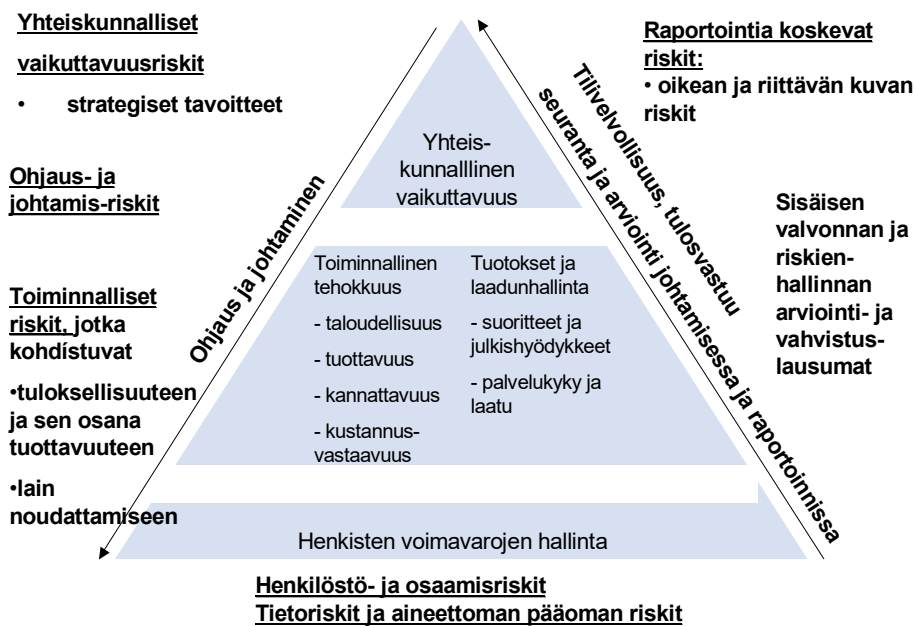 Yhteiskunnalliset
vaikuttavuusriskit
• strategiset tavoitteet
Ohjaus- ja
johtamis-riskit
Toiminnalliset
riskit, jotka
kohdistuvat
•tuloksellisuuteen
ja sen osana
tuottavuuteen
•lain
noudattamiseen
Ohjaus ja johtaminen
Yhteis-
kunnalllinen
vaikuttavuus
Toiminnallinen
tehokkuus
- taloudellisuus
- tuottavuus
- kannattavuus
- kustannus-
vastaavuus
Tuotokset ja
laadunhallinta
- suoritteet ja
julkishyödykkeet
- palvelukyky ja
laatu
Henkisten voimavarojen hallinta
Tilivelvollisuus, tulosvastuu
seuranta ja arviointi johtamisessa ja raportoinnissa
Raportointia koskevat
riskit:
• oikean ja riittävän kuvan
riskit
Sisäisen
valvonnan ja
riskien-
hallinnan
arviointi- ja
vahvistus-
lausumat
Henkilöstö- ja osaamisriskit
Tietoriskit ja aineettoman pääoman riskit